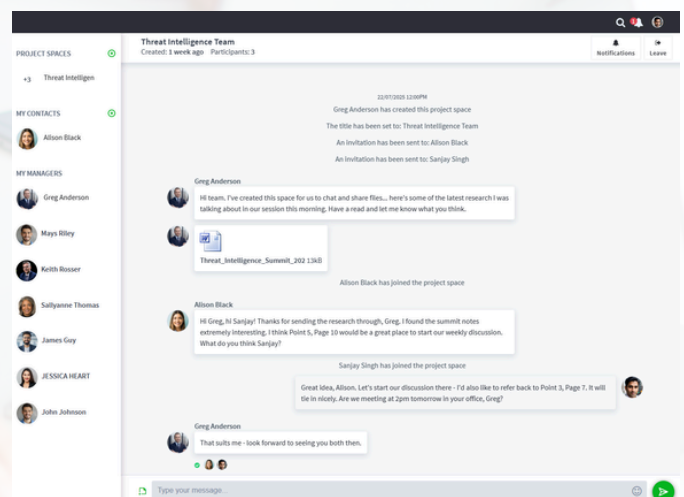 Threat Intelligence Team
Created: 1 week ago Participants: 3
Notifications
Leave
PROJECT SPACES
+3 Threat Intelligen
MY CONTACTS
Alison Black
MY MANAGERS
Greg Anderson
Mays Riley
Keith Rosser
Sallyanne Thomas
James Guy
JESSICA HEART
John Johnson
22/07/2025 12:00PM
Greg Anderson has created this project space
The title has been set to: Threat Intelligence Team
An invitation has been sent to: Alison Black
An invitation has been sent to: Sanjay Singh
Greg Anderson
Hi team. I've created this space for us to chat and share files... here's some of the latest research I was
talking about in our session this morning. Have a read and let me know what you think.
Threat_Intelligence_Summit_202 13kB
Alison Black has joined the project space
Alison Black
Hi Greg, hi Sanjay! Thanks for sending the research through, Greg. I found the summit notes
extremely interesting. I think Point 5, Page 10 would be a great place to start our weekly discussion.
What do you think Sanjay?
Sanjay Singh has joined the project space
Great idea, Alison. Let's start our discussion there - I'd also like to refer back to Point 3, Page 7. It will
tie in nicely. Are we meeting at 2pm tomorrow in your office, Greg?
Greg Anderson
That suits me - look forward to seeing you both then.
Type your message...